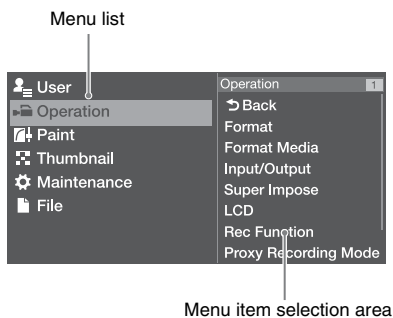 Menu list
User
Operation
Paint
Thumbnail
Maintenance
File
Operation 1
Back
Format
Format Media
Input/Output
Super Impose
LCD
Rec Function
Proxy Recording Mode
Menu item selection area